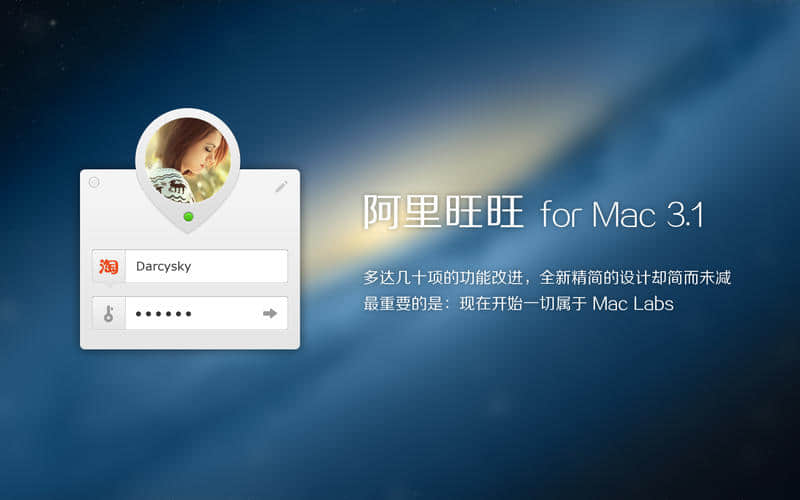 淘
Darcysky
阿里旺旺 for Mac 3.1
多达几十项的功能改进，全新精简的设计却简而未减
最重要的是：现在开始一切属于 Mac Labs